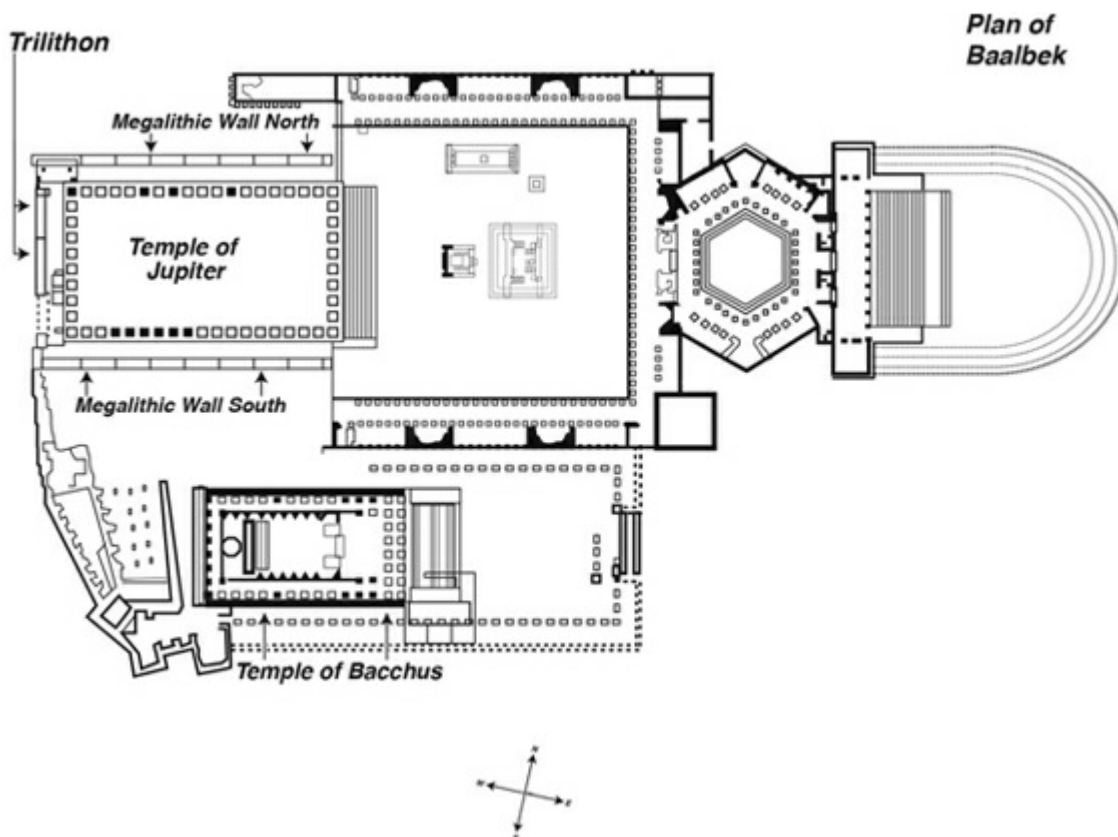 Trilithon
Plan of
Baalbek
Megalithic Wall North
Temple of
Jupiter
Megalithic Wall South
Temple of Bacchus
N
W
E